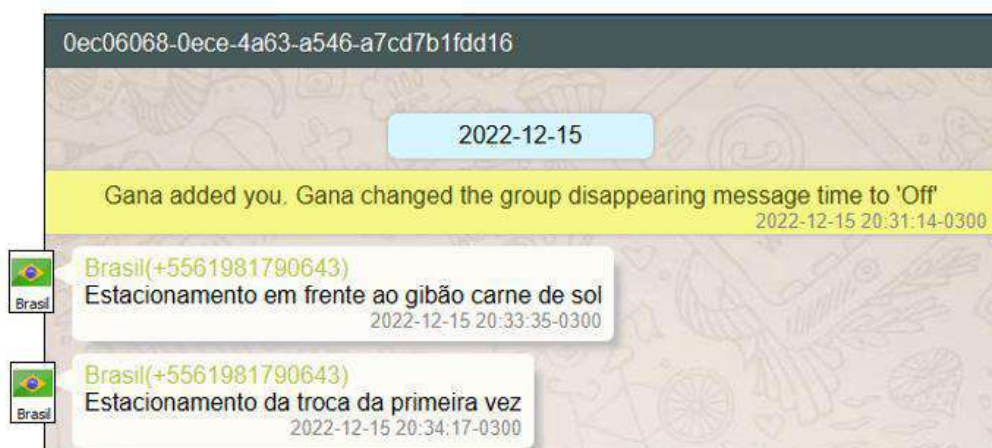 0ec06068-0ece-4a63-a546-a7cd7b1fdd16
2022-12-15
Gana added you. Gana changed the group disappearing message time to 'Off'
2022-12-15 20:31:14-0300
Brasil(+5561981790643)
Estacionamento em frente ao gibão carne de sol
2022-12-15 20:33:35-0300
Brasil
Brasil(+5561981790643)
Estacionamento da troca da primeira vez
2022-12-15 20:34:17-0300
Brasil